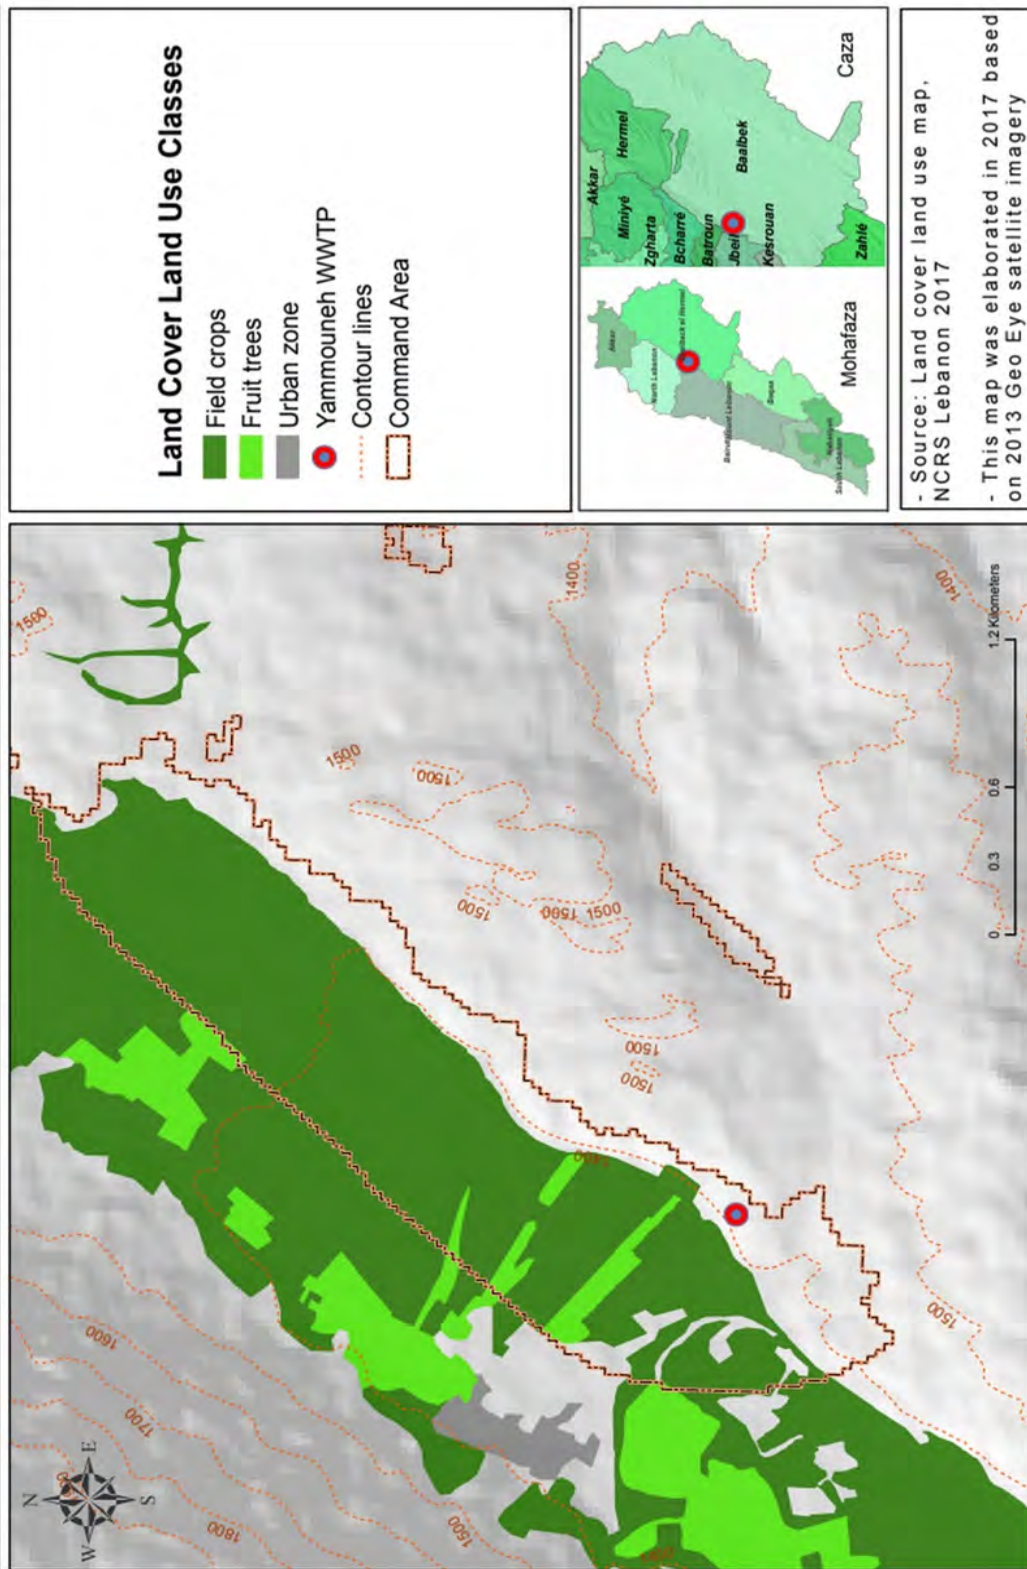 Land Cover Land Use Classes
Field crops
Fruit trees
Urban zone
Yammouneh WWTP
Contour lines
Command Area
Akkar
Hermel
Miniyé
Zgharta
Bcharré
Batroun
Jbeil
Kesrouan
Baalbek
Zahlé
Caza
Akkar
North Lebanon
Mohafaza
- Source: Land cover land use map,
NCRS Lebanon 2017
- This map was elaborated in 2017 based
on 2013 Geo Eye satellite imagery
N
E
S
W
1800
1700
1600
1500
1500
1500
1500
1500
1500 1500
1500
1500
1400
1400
1400
1500
0 0.3 0.6 1.2 Kilometers